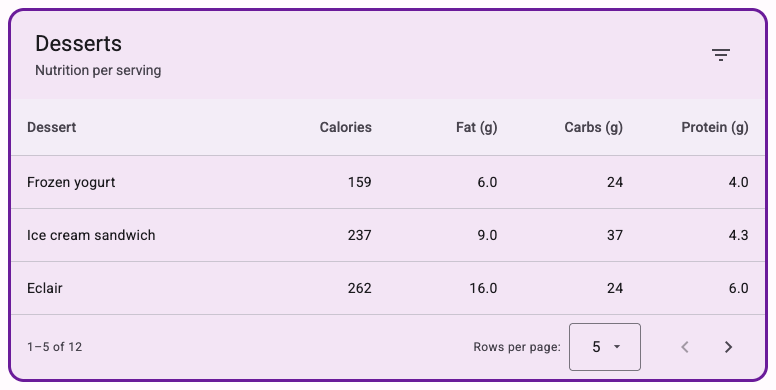 Desserts
Nutrition per serving
Dessert Calories Fat (g) Carbs (g) Protein (g)
Frozen yogurt 159 6.0 24 4.0
Ice cream sandwich 237 9.0 37 4.3
Eclair 262 16.0 24 6.0
1–5 of 12 Rows per page: 5